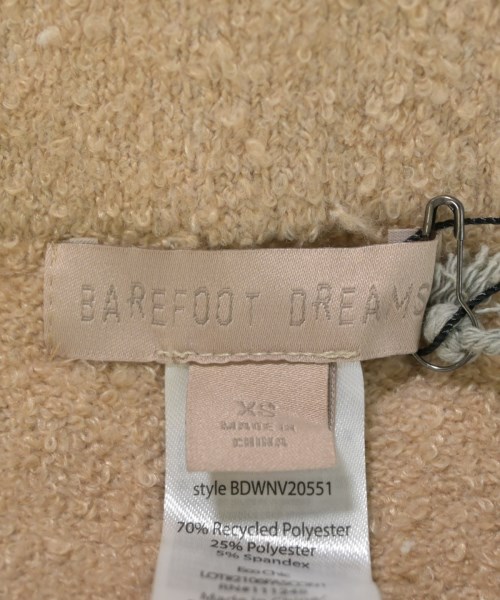 BAREFOOT DREAMS
XS
MADE IN
CHINA
style BDWNV20551
70% Recycled Polyester
25% Polyester
5% Spandex